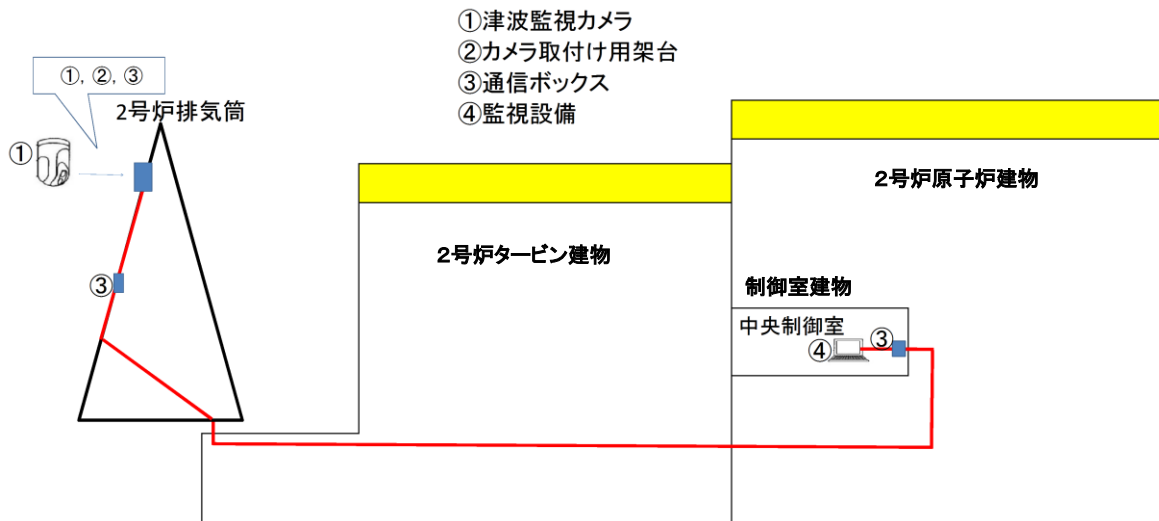 ①津波監視カメラ
②カメラ取付け用架台
③通信ボックス
④監視設備
①, ②, ③
2号炉排気筒
①
③
2号炉タービン建物
2号炉原子炉建物
制御室建物
中央制御室
④
③